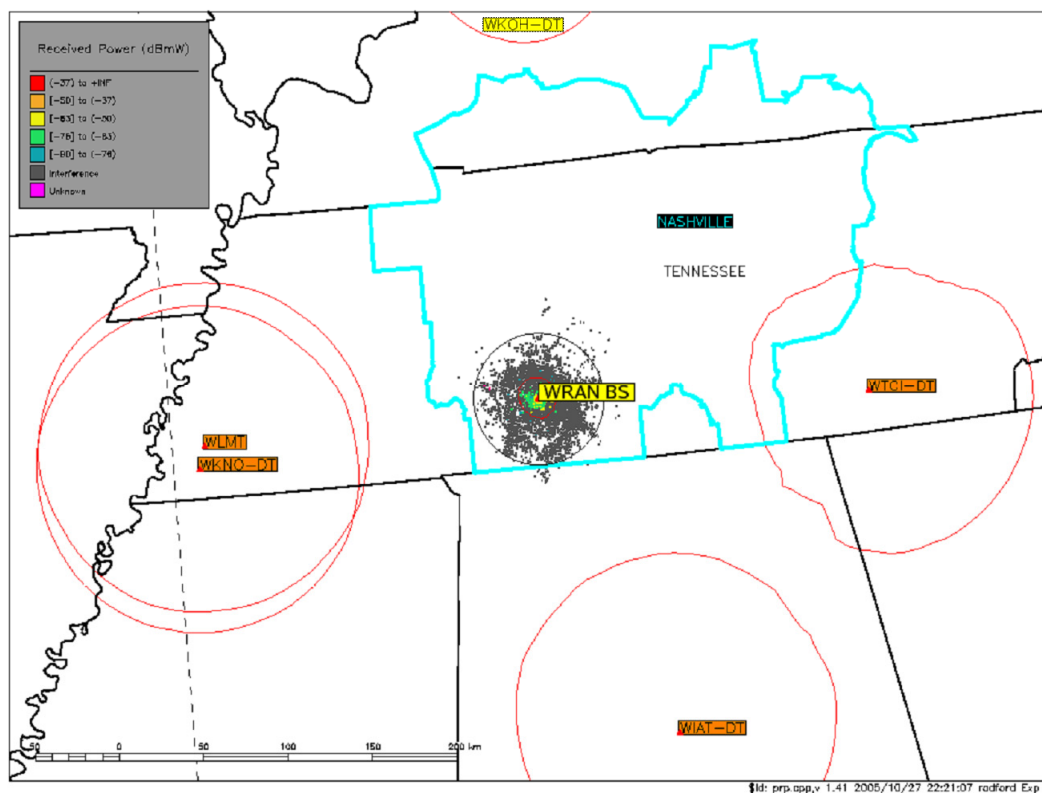 WKOH-DT
Received Power (dBmW)
(-37) to +INF
[-50] to (-37)
[-63] to (-50)
[-76] to (-63)
[-90] to (-76)
Interference
Unknown
NASHVILLE
TENNESSEE
WRAN BS
WTCI-DT
WLMT
WKNO-DT
WIAT-DT
50 0 50 100 150 200 km
$Id: prp.cpp,v 1.41 2005/10/27 22:21:07 radford Exp